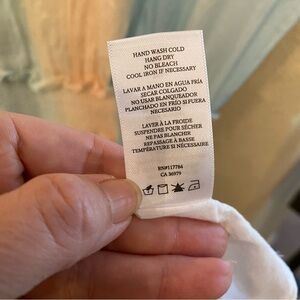 HAND WASH COLD
HANG DRY
NO BLEACH
COOL IRON IF NECESSARY
LAVAR A MANO EN AGUA FRÍA
SECAR COLGADO
NO USAR BLANQUEADOR
PLANCHADO EN FRÍO SI FUERA
NECESARIO
LAVER À LA FROIDE
SUSPENDRE POUR SÉCHER
NE PAS BLANCHER
REPASSAGE À BASSE
TEMPÉRATURE SI NÉCESSAIRE
RN#117784
CA 36979